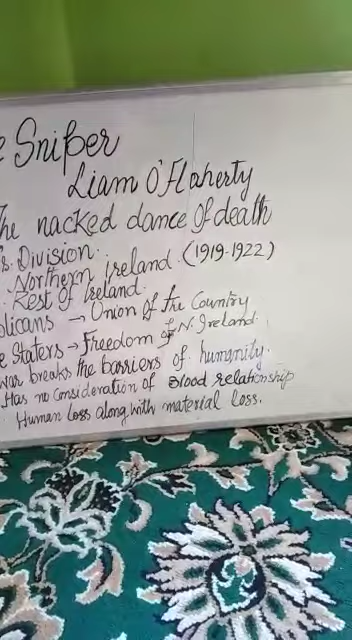 e Sniper
Liam O'Flaherty
The nacked dance of death
s. Division.
Northern ireland. (1919-1922)
Rest of Ireland.
blicans → Union of the Country
e Staters → Freedom of N. Ireland.
war breaks the barriers of humanity.
Has no consideration of Blood relationship
Human Loss along with material loss.